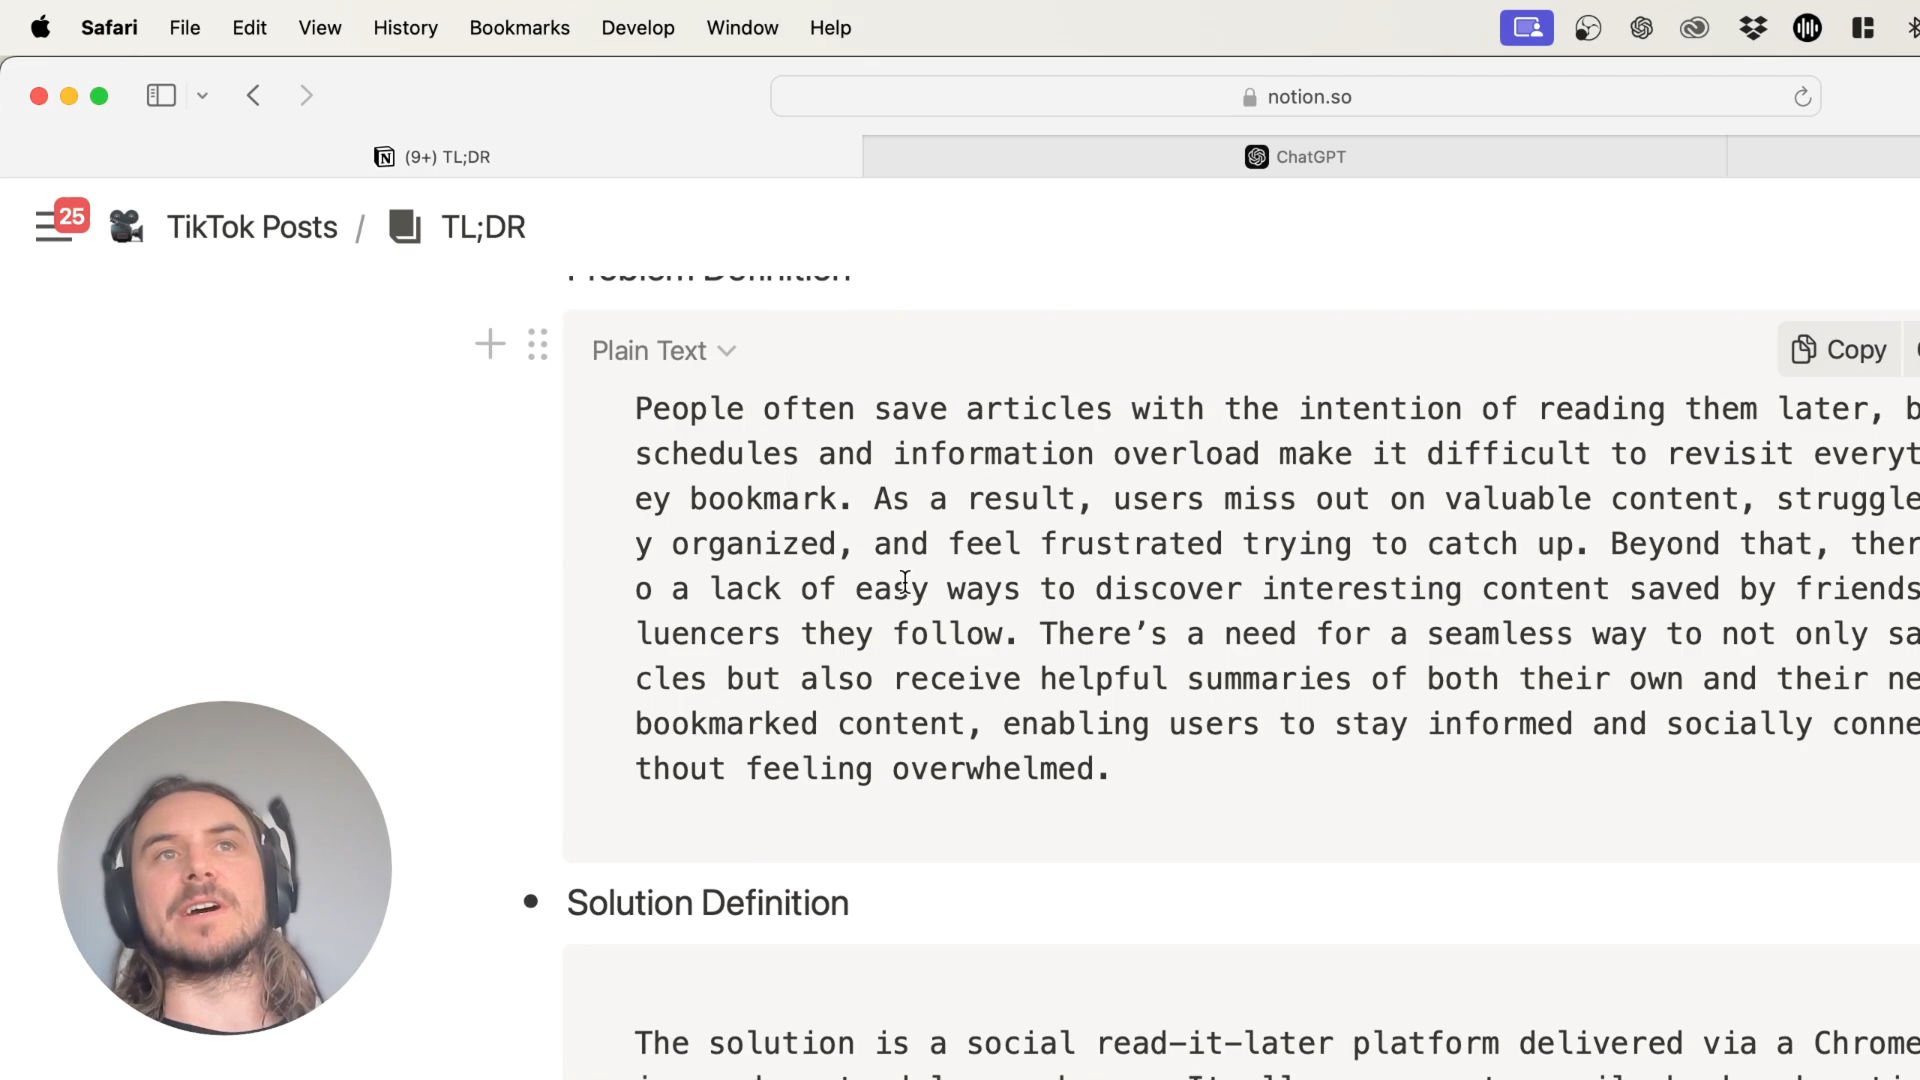 Safari File Edit View History Bookmarks Develop Window Help
notion.so
(9+) TL;DR
ChatGPT
25
TikTok Posts / TL;DR
Problem Definition
Plain Text
Copy
People often save articles with the intention of reading them later, b
schedules and information overload make it difficult to revisit everyt
ey bookmark. As a result, users miss out on valuable content, struggle
y organized, and feel frustrated trying to catch up. Beyond that, ther
o a lack of easy ways to discover interesting content saved by friends
luencers they follow. There’s a need for a seamless way to not only sa
cles but also receive helpful summaries of both their own and their ne
bookmarked content, enabling users to stay informed and socially conne
thout feeling overwhelmed.
• Solution Definition
The solution is a social read-it-later platform delivered via a Chrome